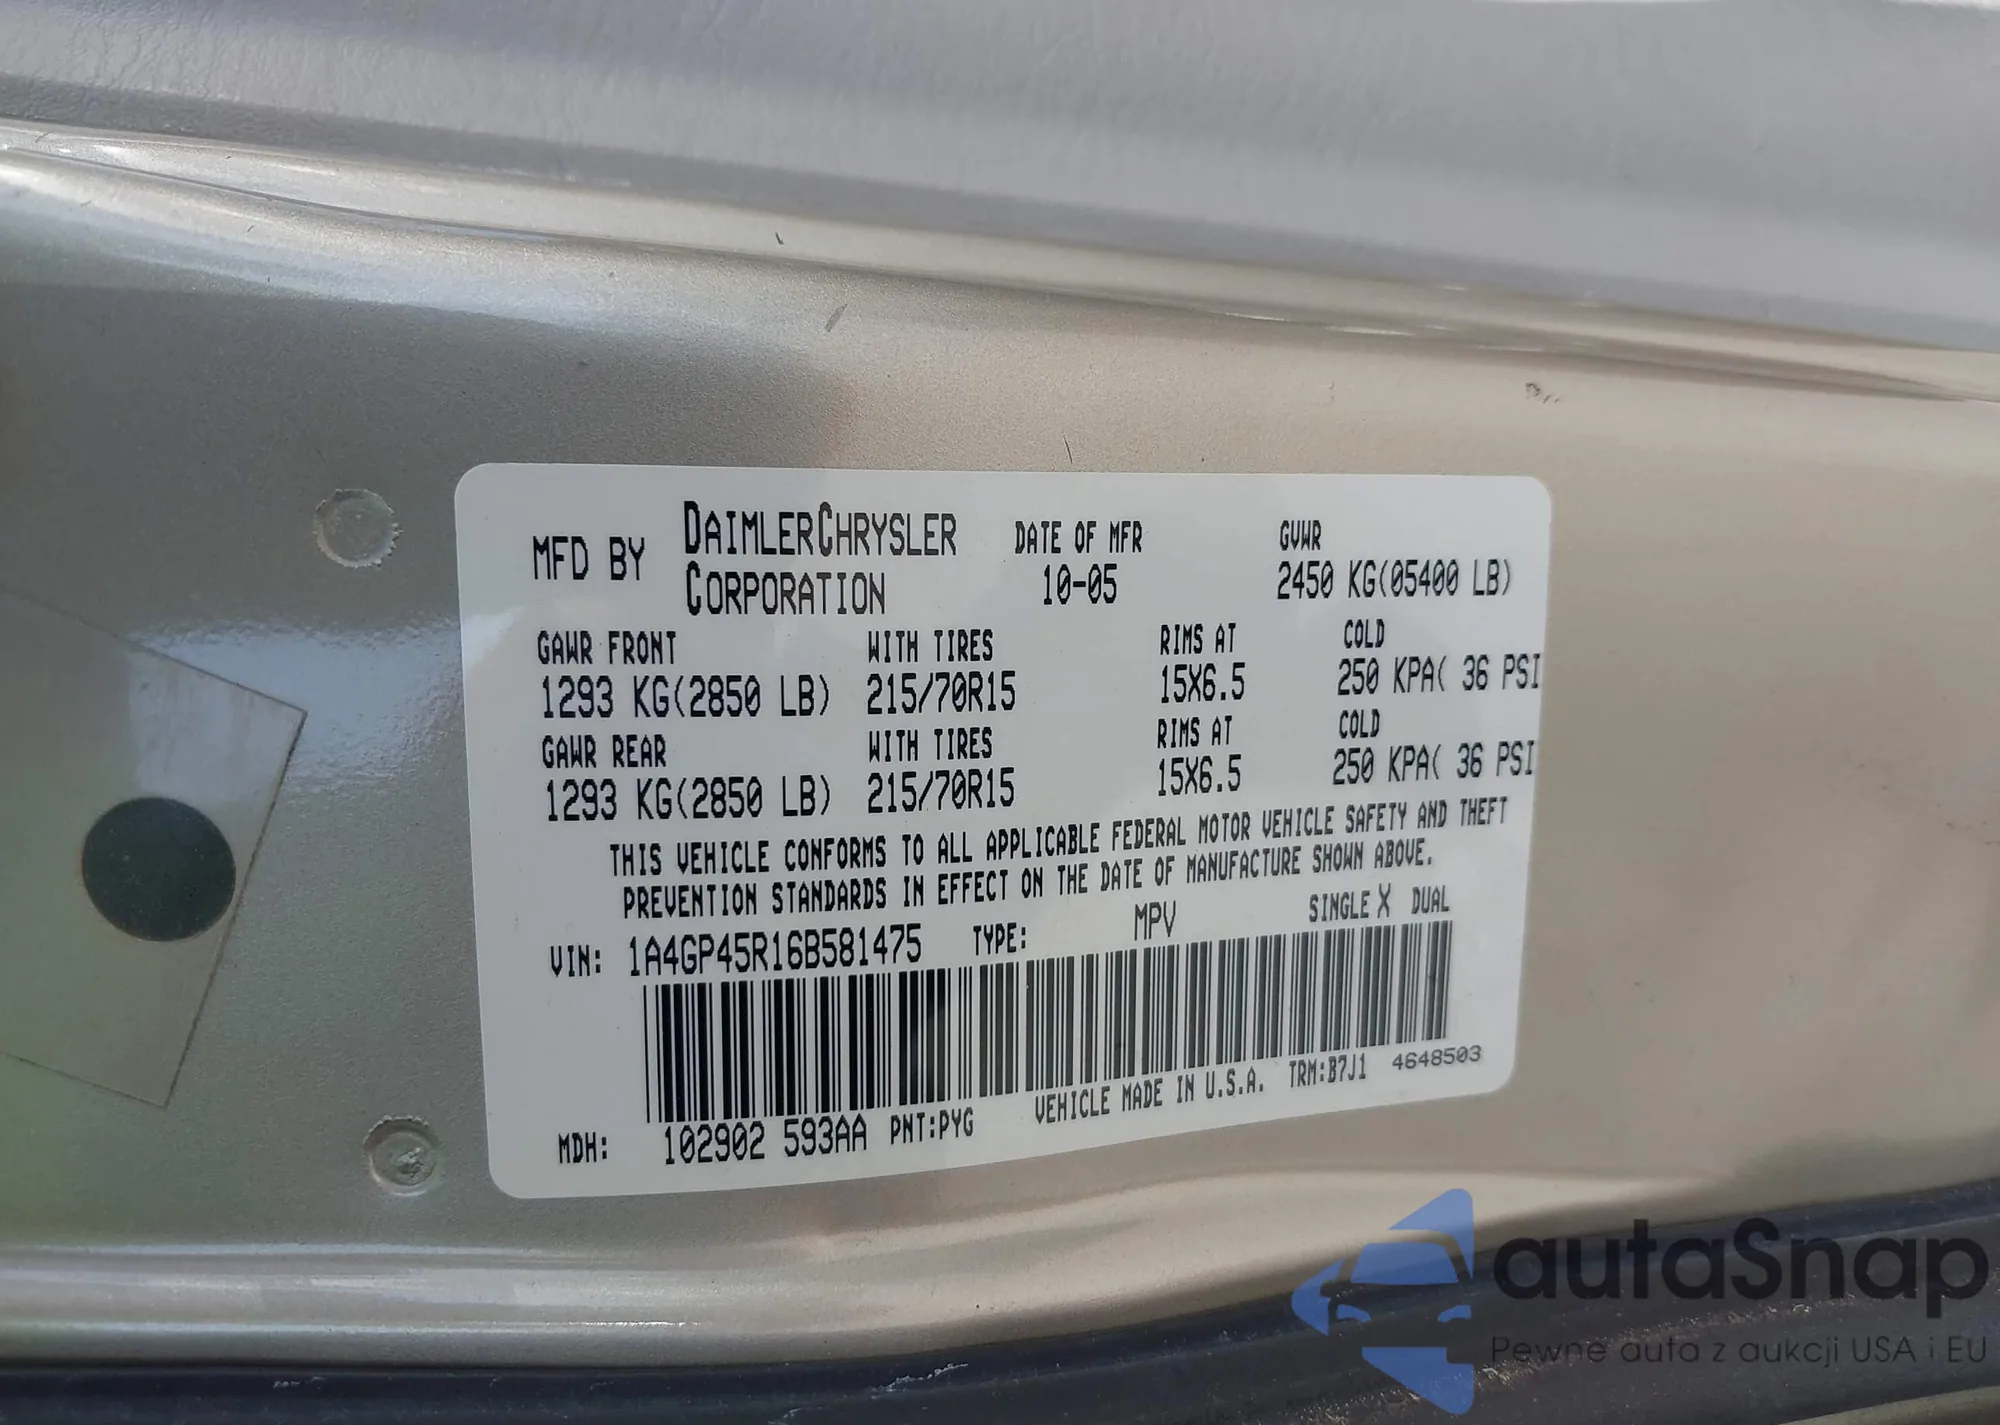 MFD BY DAIMLERCHRYSLER CORPORATION DATE OF MFR 10-05 GVWR 2450 KG(05400 LB)
GAWR FRONT WITH TIRES RIMS AT COLD
1293 KG(2850 LB) 215/70R15 15X6.5 250 KPA( 36 PSI
GAWR REAR WITH TIRES RIMS AT COLD
1293 KG(2850 LB) 215/70R15 15X6.5 250 KPA( 36 PSI
THIS VEHICLE CONFORMS TO ALL APPLICABLE FEDERAL MOTOR VEHICLE SAFETY AND THEFT
PREVENTION STANDARDS IN EFFECT ON THE DATE OF MANUFACTURE SHOWN ABOVE.
VIN: 1A4GP45R16B581475 TYPE: MPV SINGLE X DUAL
MDH: 102902 593AA PNT:PYG VEHICLE MADE IN U.S.A. TRM:B7J1 4648503
autaSnap
Pewne auta z aukcji USA i EU